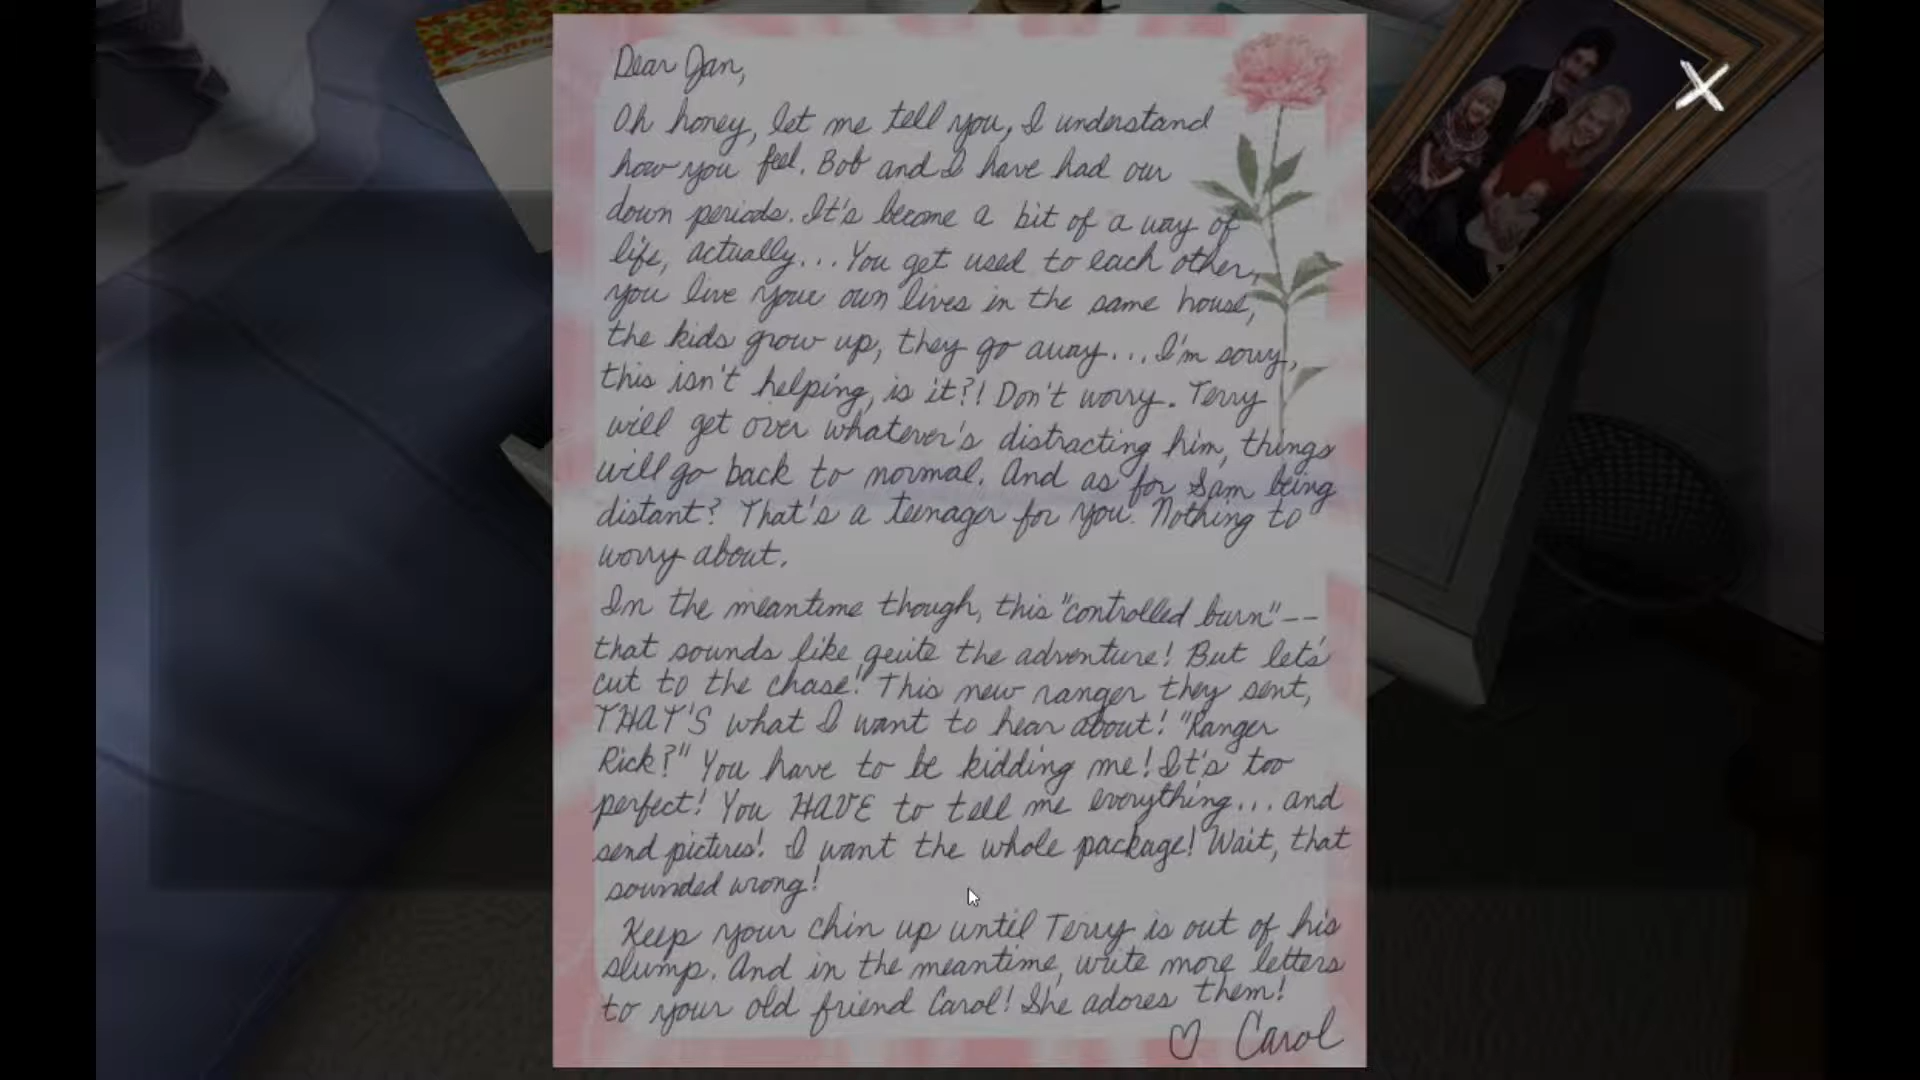 Dear Jan,
Oh honey, let me tell you, I understand
how you feel. Bob and I have had our
down periods. It's become a bit of a way of
life, actually... You get used to each other,
you live your own lives in the same house,
the kids grow up, they go away... I'm sorry,
this isn't helping, is it?! Don't worry. Terry
will get over whatever's distracting him, things
will go back to normal. And as for Sam being
distant? That's a teenager for you. Nothing to
worry about.
In the meantime though, this "controlled burn"--
that sounds like quite the adventure! But let's
cut to the chase! This new ranger they sent,
THAT'S what I want to hear about! "Ranger
Rick?" You have to be kidding me! It's too
perfect! You HAVE to tell me everything... and
send pictures! I want the whole package! Wait, that
sounded wrong!
Keep your chin up until Terry is out of his
slump. And in the meantime, write more letters
to your old friend Carol! She adores them!
♡ Carol